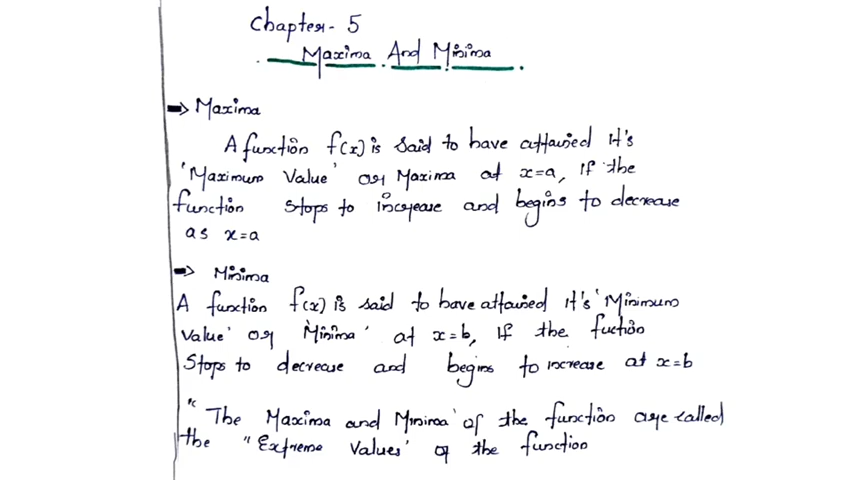 Chapter - 5
Maxima And Minima
➡ Maxima
A function f(x) is said to have attained It's
'Maximum Value' or Maxima at x=a, If the
function stops to increase and begins to decrease
as x=a
➡ Minima
A function f(x) is said to have attained It's 'Minimum
Value' or 'Minima' at x=b, If the fuction
Stops to decrease and begins to increase at x=b
" The Maxima and Minima' of the function are called
the "Extreme Values' of the function